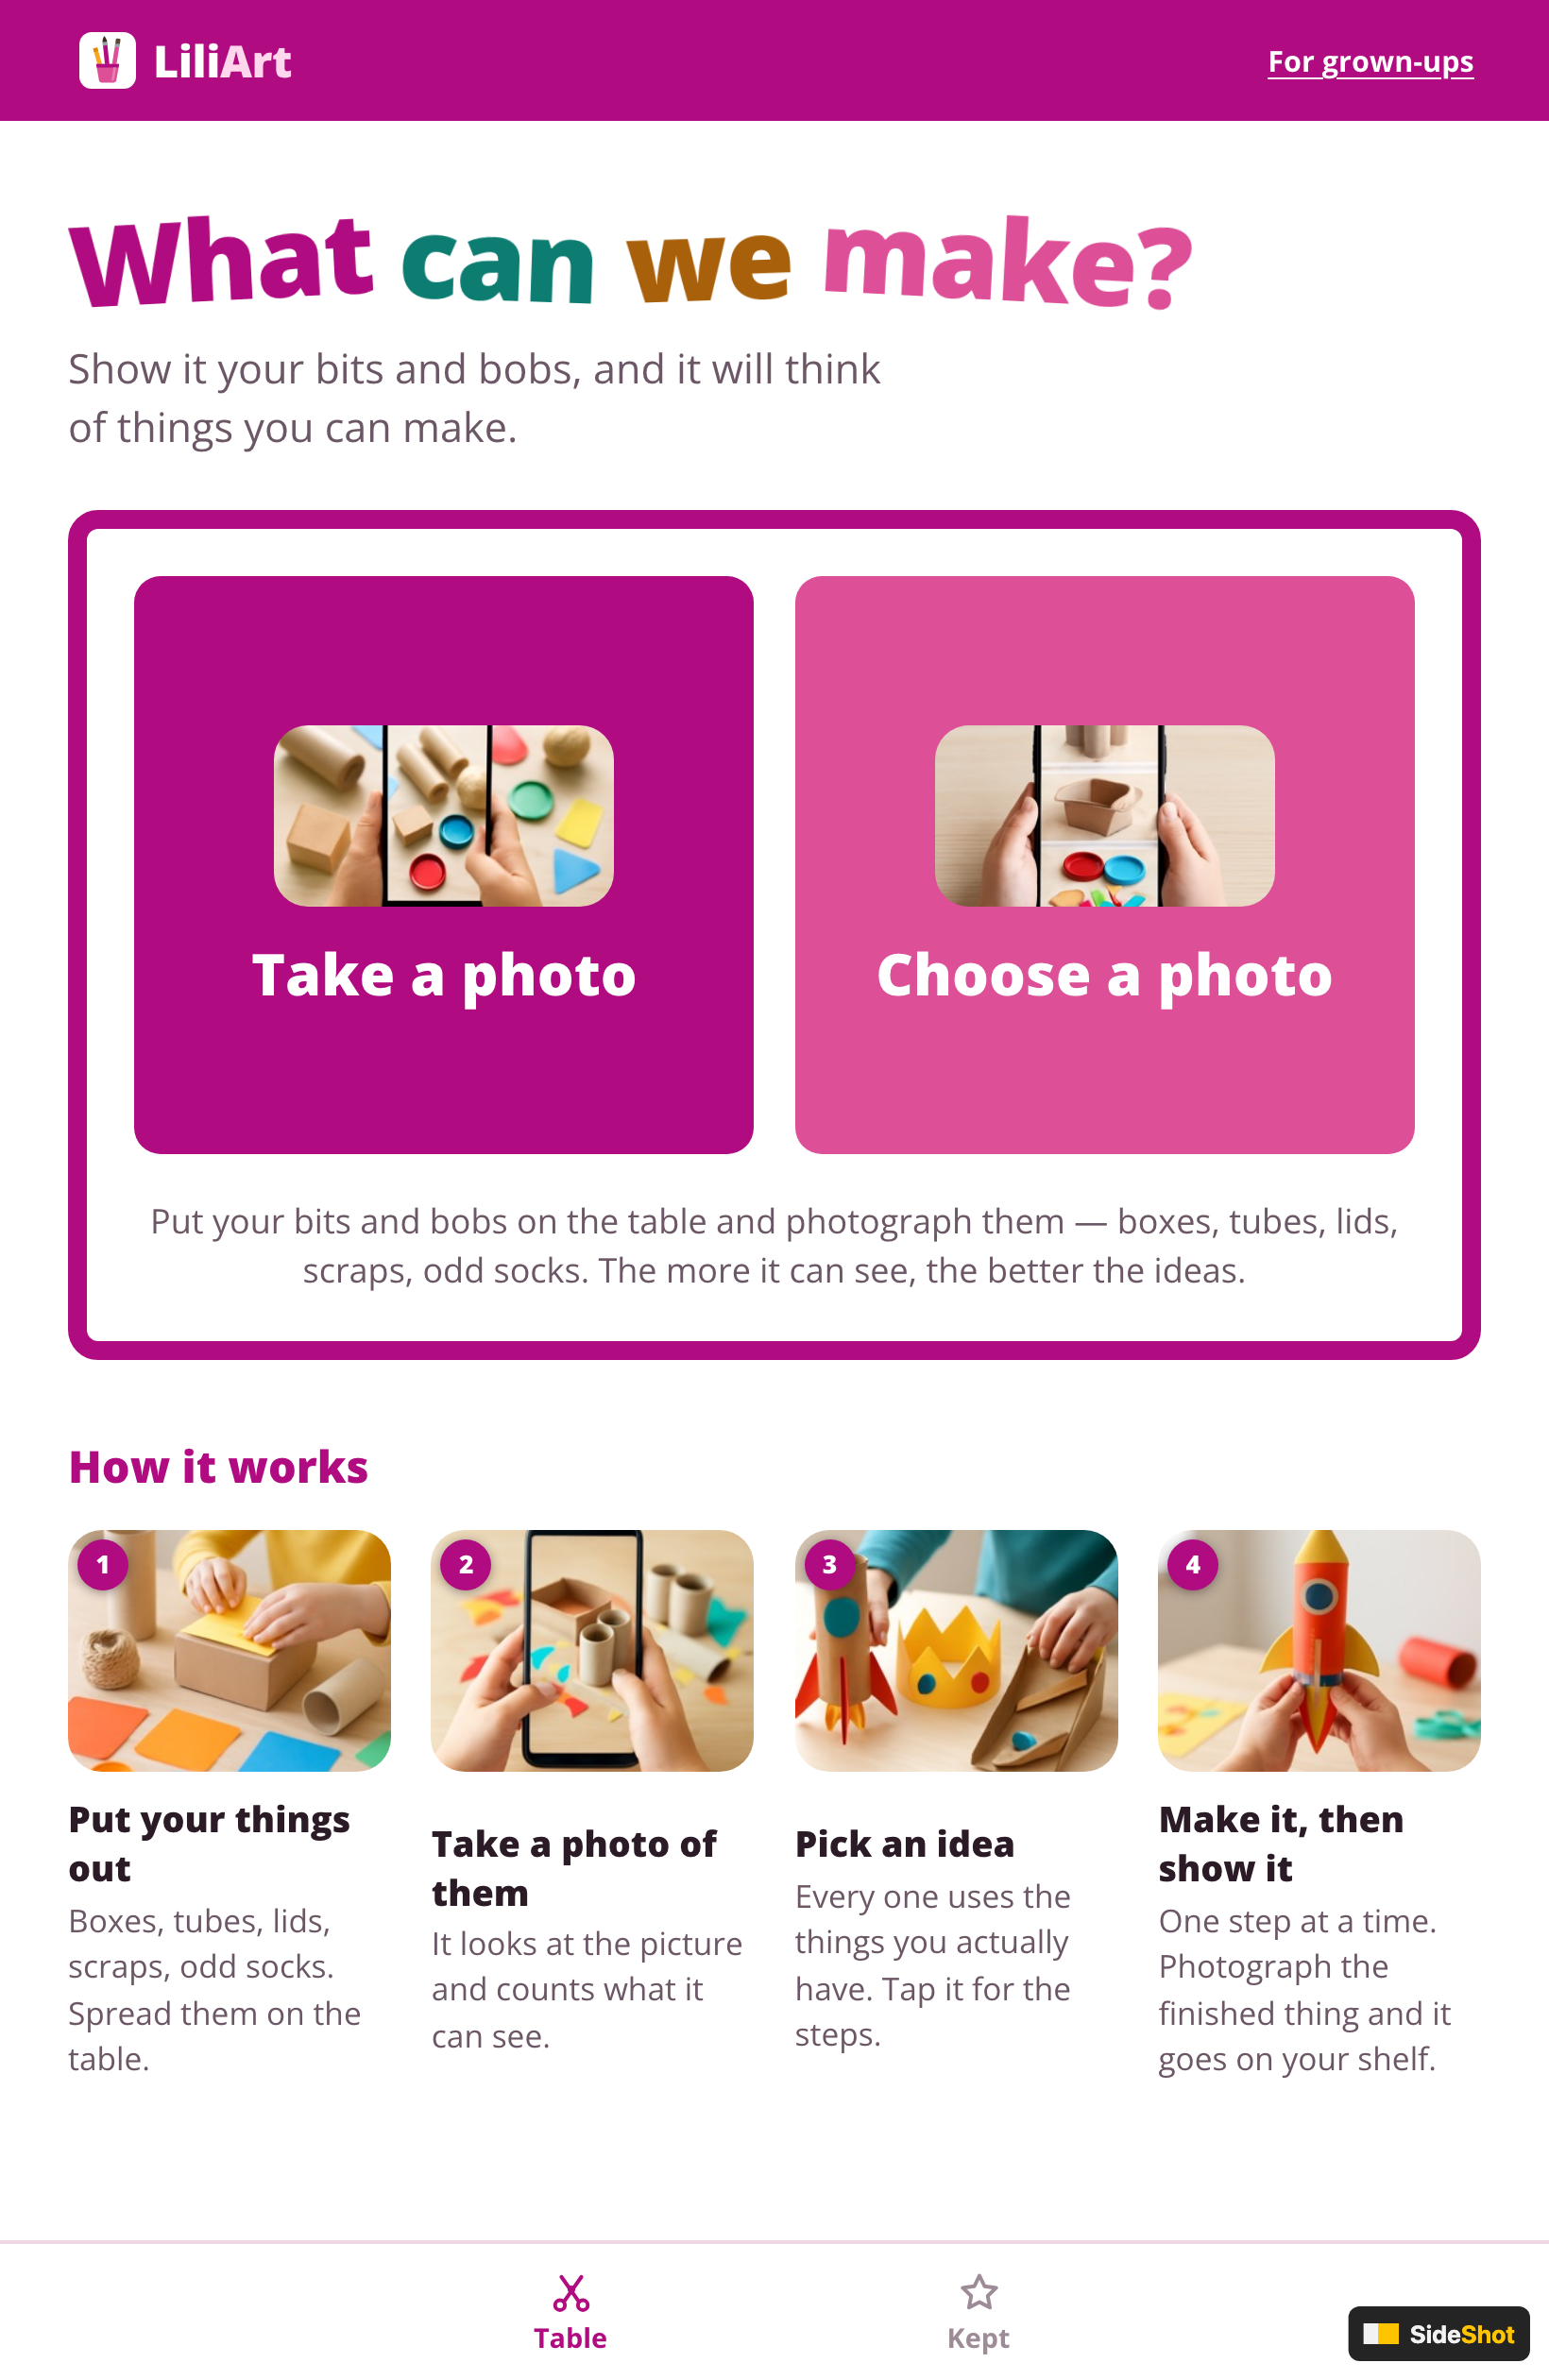 LiliArt
For grown-ups
What can we make?
Show it your bits and bobs, and it will think
of things you can make.
Take a photo
Choose a photo
Put your bits and bobs on the table and photograph them — boxes, tubes, lids,
scraps, odd socks. The more it can see, the better the ideas.
How it works
1
Put your things
out
Boxes, tubes, lids,
scraps, odd socks.
Spread them on the
table.
2
Take a photo of
them
It looks at the picture
and counts what it
can see.
3
Pick an idea
Every one uses the
things you actually
have. Tap it for the
steps.
4
Make it, then
show it
One step at a time.
Photograph the
finished thing and it
goes on your shelf.
Table
Kept
SideShot